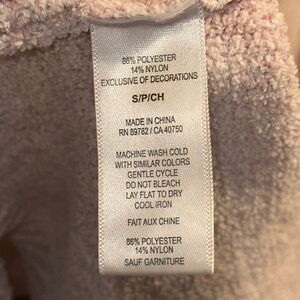 86% POLYESTER
14% NYLON
EXCLUSIVE OF DECORATIONS
S/P/CH
MADE IN CHINA
RN 89782 / CA 40750
MACHINE WASH COLD
WITH SIMILAR COLORS
GENTLE CYCLE
DO NOT BLEACH
LAY FLAT TO DRY
COOL IRON
FAIT AUX CHINE
86% POLYESTER
14% NYLON
SAUF GARNITURE